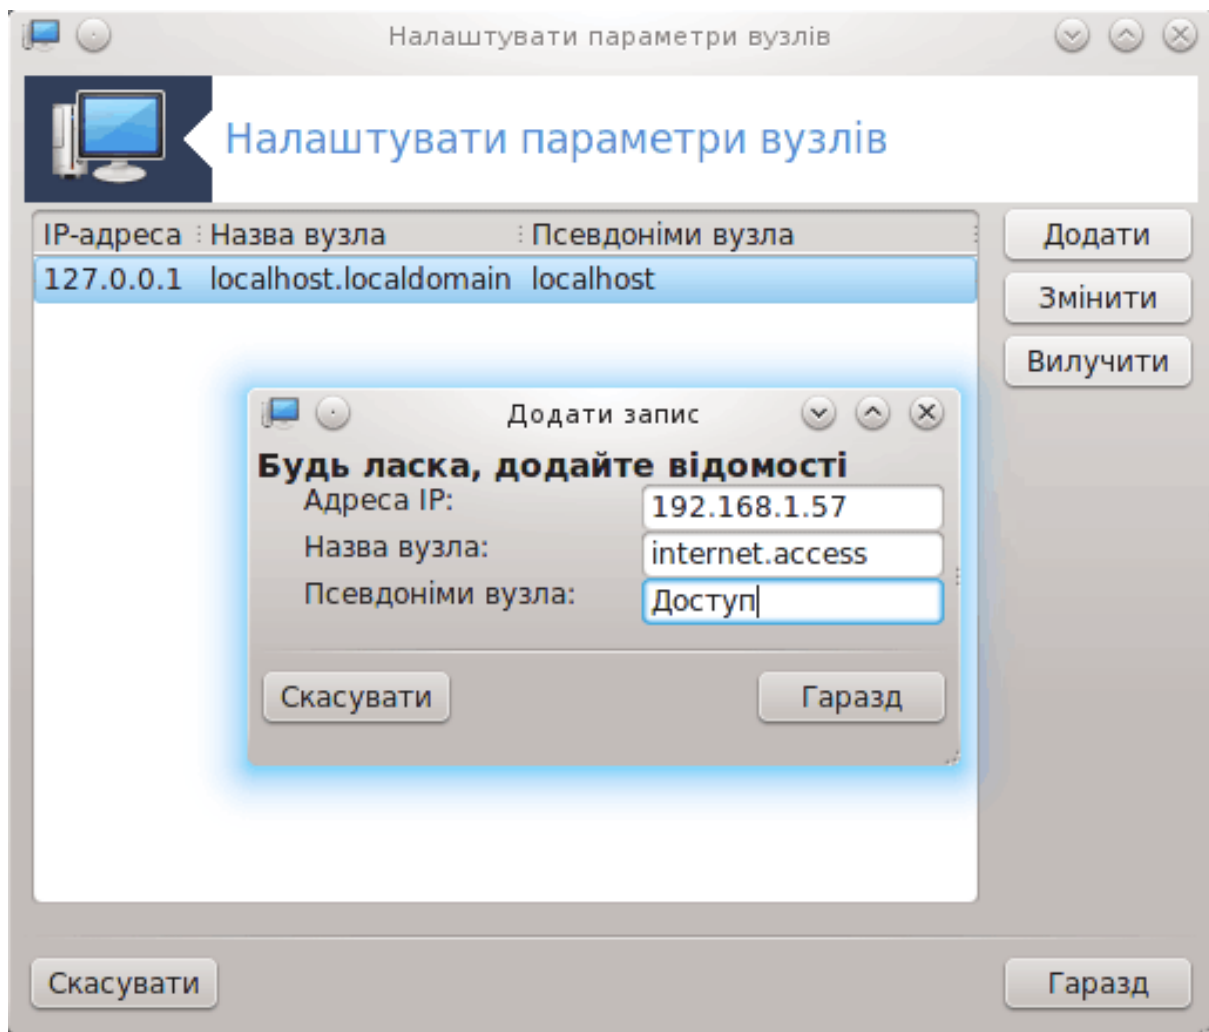 Налаштувати параметри вузлів
Налаштувати параметри вузлів
IP-адреса Назва вузла Псевдоніми вузла
127.0.0.1 localhost.localdomain localhost
Додати
Змінити
Вилучити
Додати запис
Будь ласка, додайте відомості
Адреса IP: 192.168.1.57
Назва вузла: internet.access
Псевдоніми вузла: Доступ
Скасувати Гаразд
Скасувати Гаразд